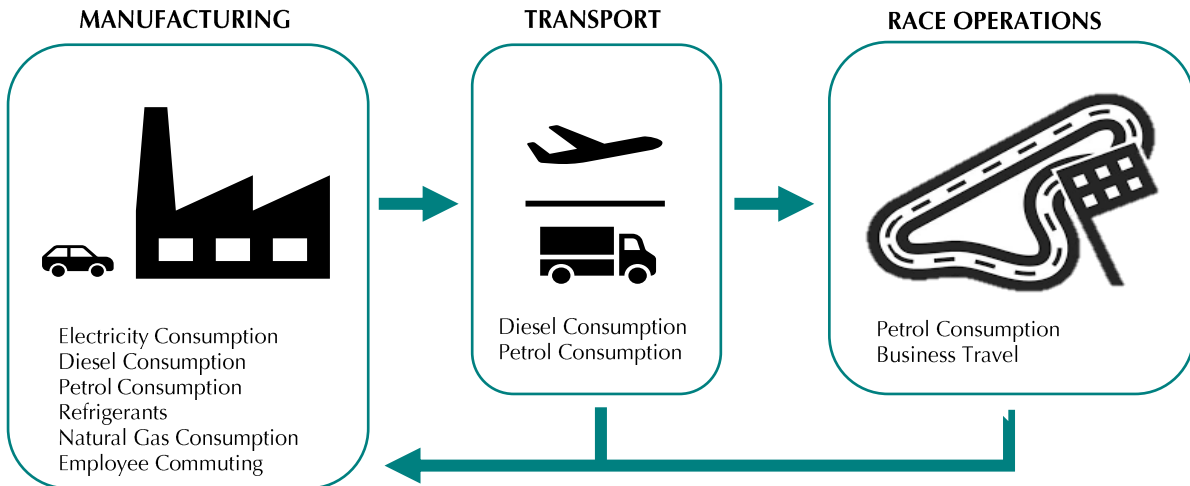 MANUFACTURING
Electricity Consumption
Diesel Consumption
Petrol Consumption
Refrigerants
Natural Gas Consumption
Employee Commuting
TRANSPORT
Diesel Consumption
Petrol Consumption
RACE OPERATIONS
Petrol Consumption
Business Travel